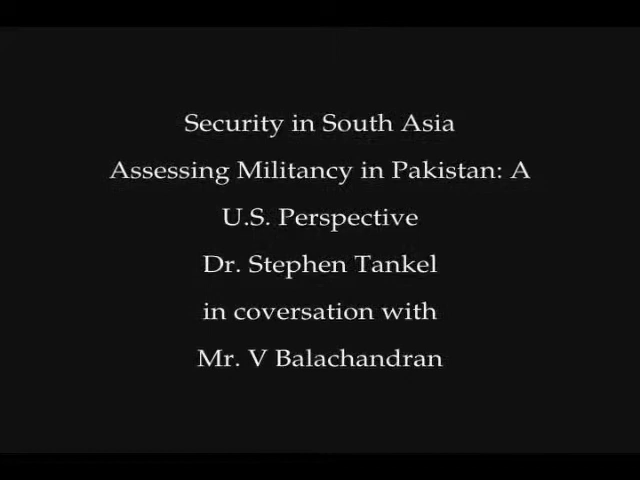 Security in South Asia
Assessing Militancy in Pakistan: A
U.S. Perspective
Dr. Stephen Tankel
in coversation with
Mr. V Balachandran